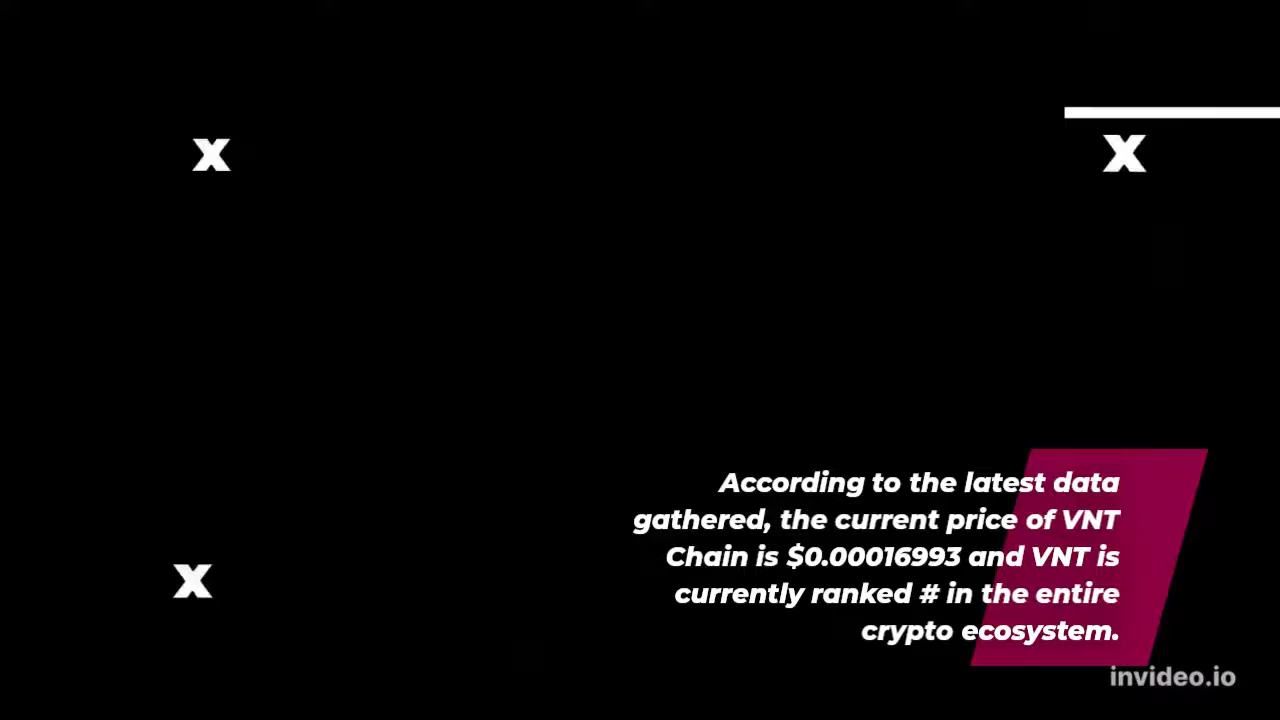 x
x
According to the latest data
gathered, the current price of VNT
Chain is $0.00016993 and VNT is
currently ranked # in the entire
crypto ecosystem.
x
invideo.io